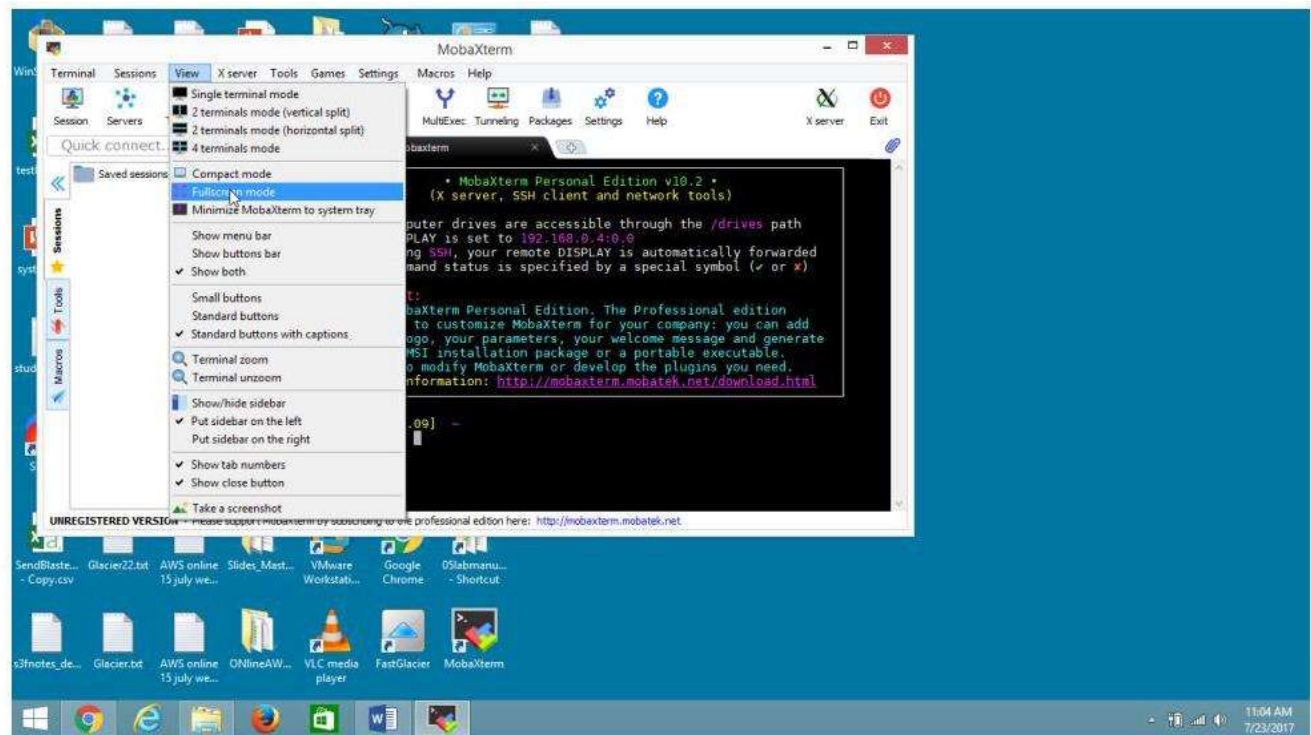 MobaXterm
Terminal Sessions View X server Tools Games Settings Macros Help
Session Servers MultiExec Tunneling Packages Settings Help X server Exit
Quick connect...
obaxterm
Saved sessions
Sessions
Tools
Macros
Single terminal mode
2 terminals mode (vertical split)
2 terminals mode (horizontal split)
4 terminals mode
Compact mode
Fullscreen mode
Minimize MobaXterm to system tray
Show menu bar
Show buttons bar
Show both
Small buttons
Standard buttons
Standard buttons with captions
Terminal zoom
Terminal unzoom
Show/hide sidebar
Put sidebar on the left
Put sidebar on the right
Show tab numbers
Show close button
Take a screenshot
• MobaXterm Personal Edition v10.2 •
(X server, SSH client and network tools)
puter drives are accessible through the /drives path
PLAY is set to 192.168.0.4:0.0
ng SSH, your remote DISPLAY is automatically forwarded
mand status is specified by a special symbol (✓ or x)
t:
baXterm Personal Edition. The Professional edition
to customize MobaXterm for your company: you can add
ogo, your parameters, your welcome message and generate
MSI installation package or a portable executable.
o modify MobaXterm or develop the plugins you need.
nformation: http://mobaxterm.mobatek.net/download.html
.09] ~
UNREGISTERED VERSION - Please support MobaXterm by subscribing to the professional edition here: http://mobaxterm.mobatek.net
SendBlaste... Glacier22.txt AWS online Slides_Mast... VMware Google 05labmanu...
- Copy.csv 15 july we... Workstati... Chrome - Shortcut
s3fnotes_de... Glacier.txt AWS online ONlineAW... VLC media FastGlacier MobaXterm
15 july we... player
11:04 AM
7/23/2017